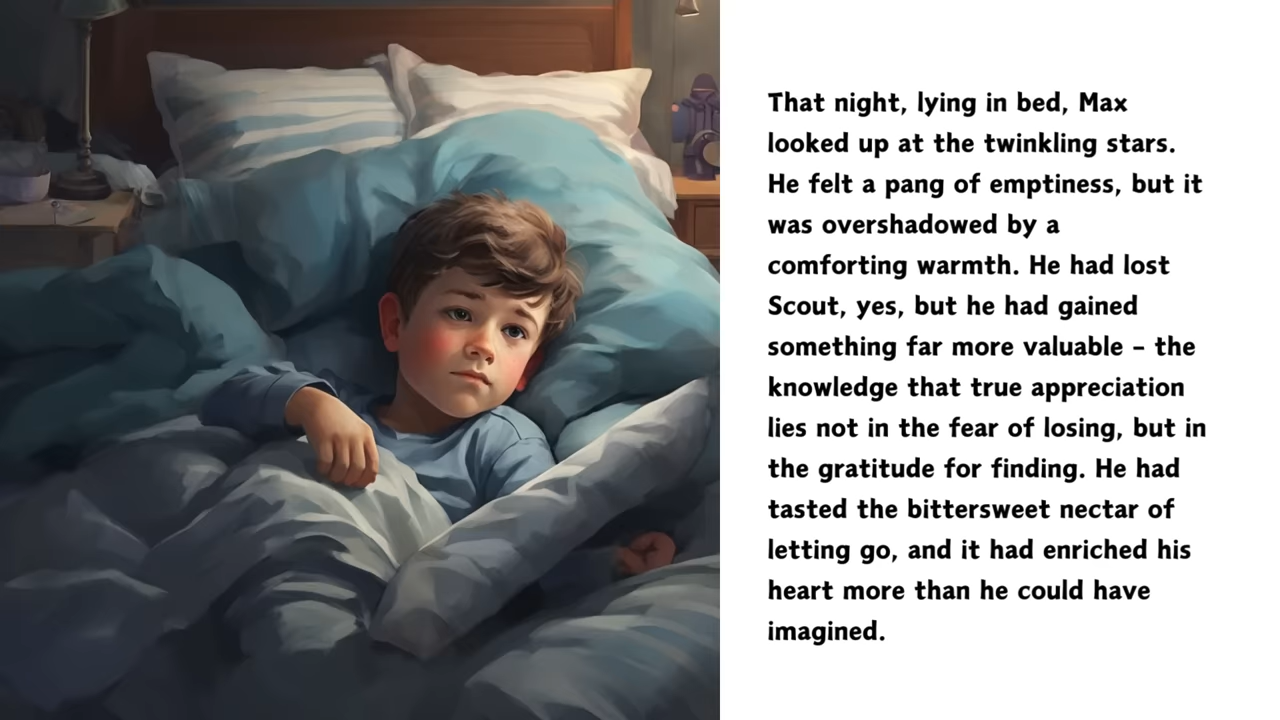 That night, lying in bed, Max
looked up at the twinkling stars.
He felt a pang of emptiness, but it
was overshadowed by a
comforting warmth. He had lost
Scout, yes, but he had gained
something far more valuable – the
knowledge that true appreciation
lies not in the fear of losing, but in
the gratitude for finding. He had
tasted the bittersweet nectar of
letting go, and it had enriched his
heart more than he could have
imagined.